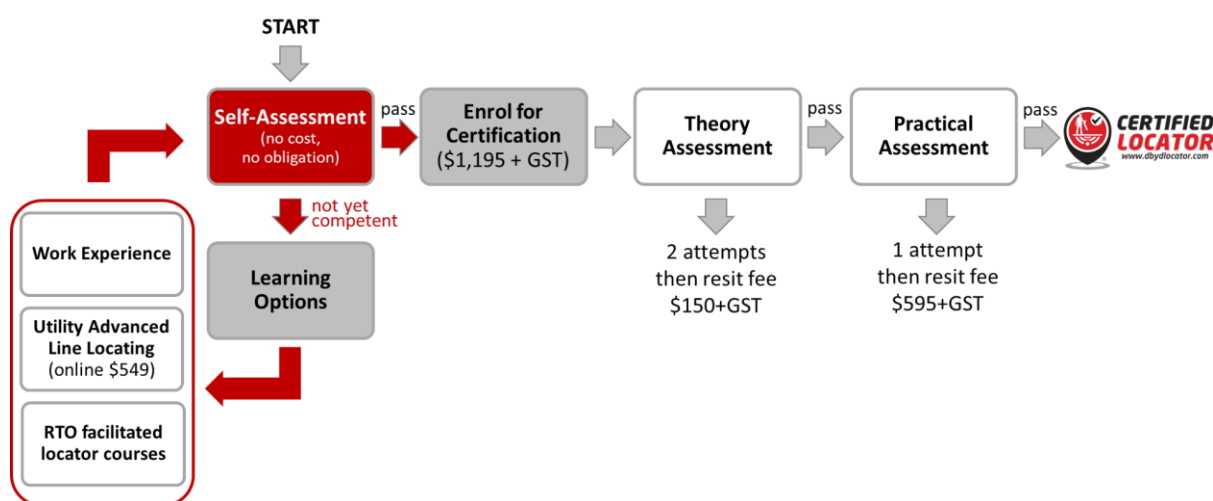 START
Self-Assessment
(no cost,
no obligation)
pass
Enrol for
Certification
($1,195 + GST)
Theory
Assessment
pass
Practical
Assessment
pass
CERTIFIED
LOCATOR
www.dbydlocator.com
not yet
competent
Learning
Options
2 attempts
then resit fee
$150+GST
1 attempt
then resit fee
$595+GST
Work Experience
Utility Advanced
Line Locating
(online $549)
RTO facilitated
locator courses